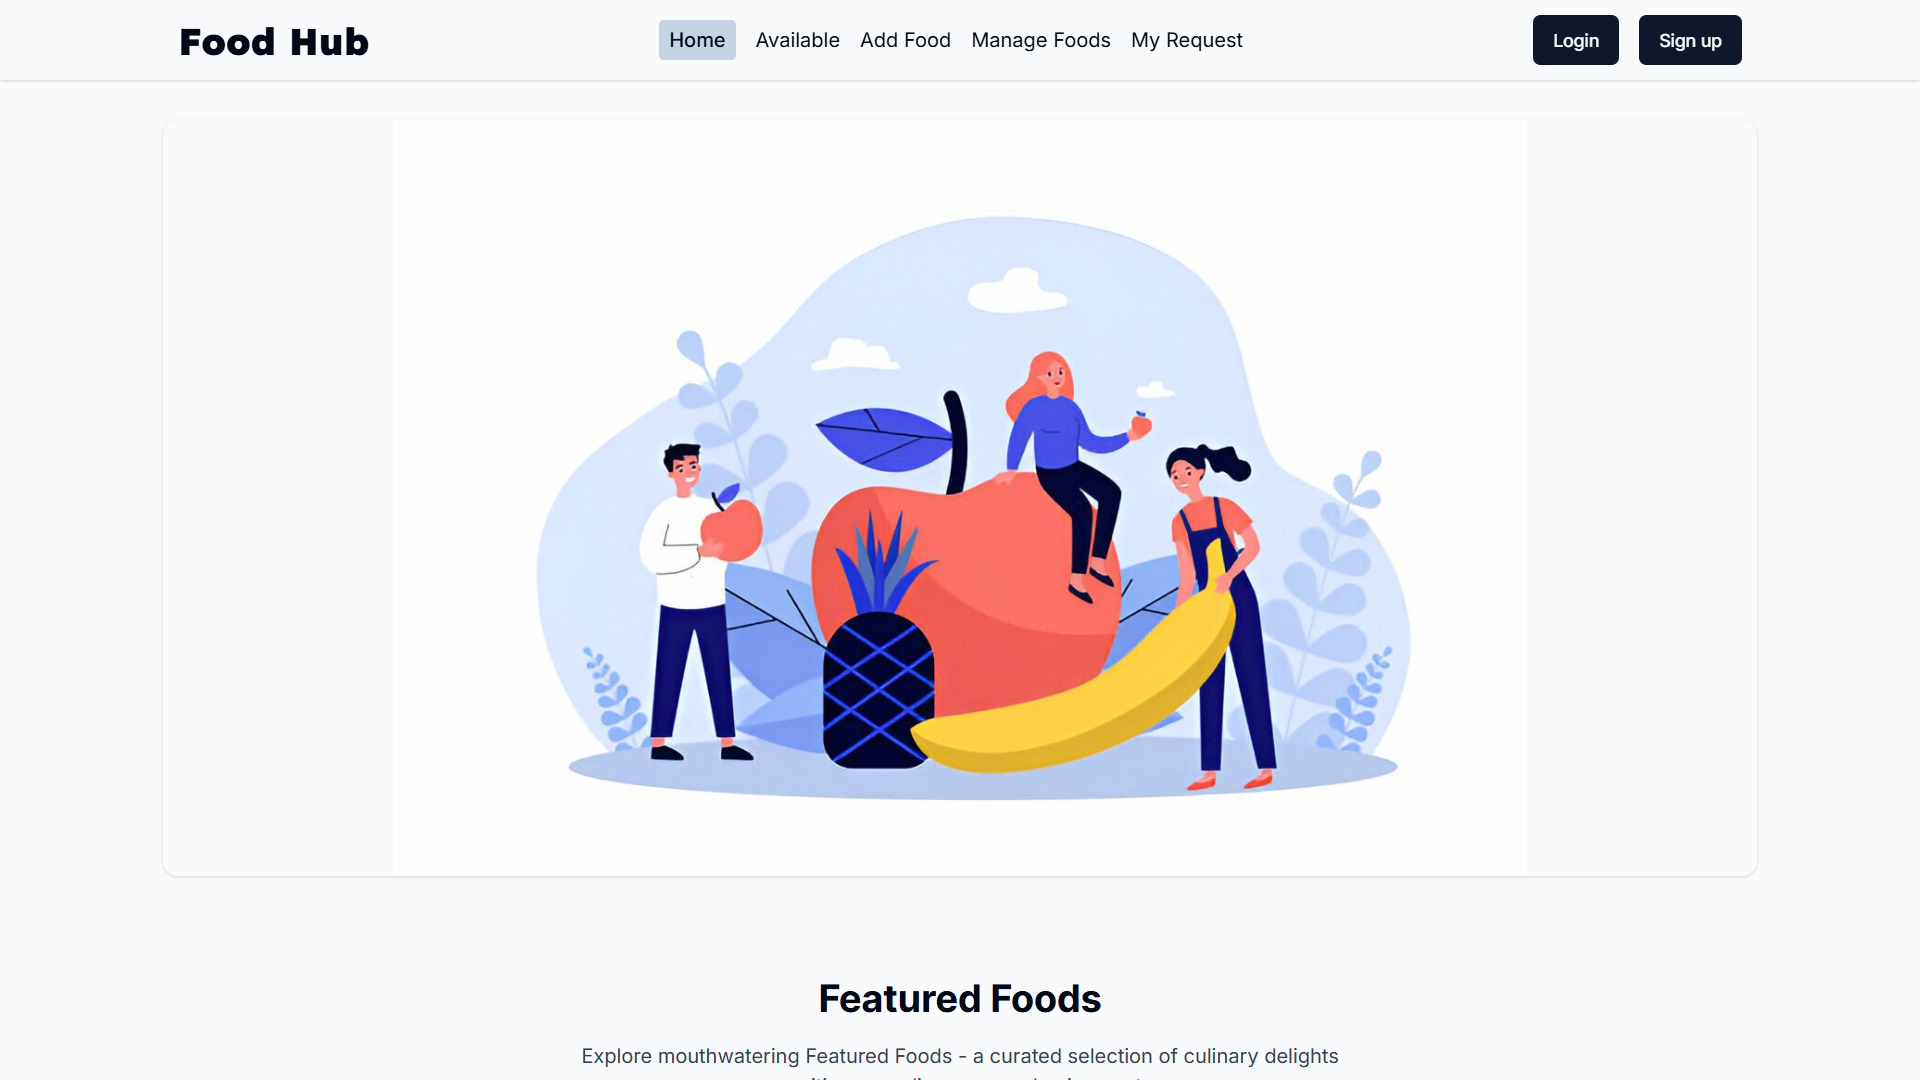 Food Hub
Home Available Add Food Manage Foods My Request
Login Sign up
Featured Foods
Explore mouthwatering Featured Foods - a curated selection of culinary delights